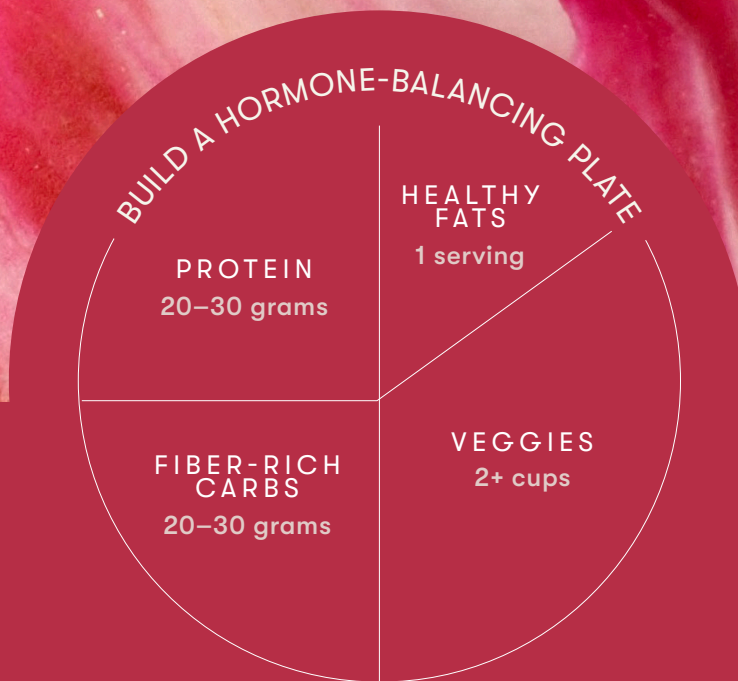 BUILD A HORMONE-BALANCING PLATE
HEALTHY
FATS
1 serving
PROTEIN
20–30 grams
VEGGIES
2+ cups
FIBER-RICH
CARBS
20–30 grams